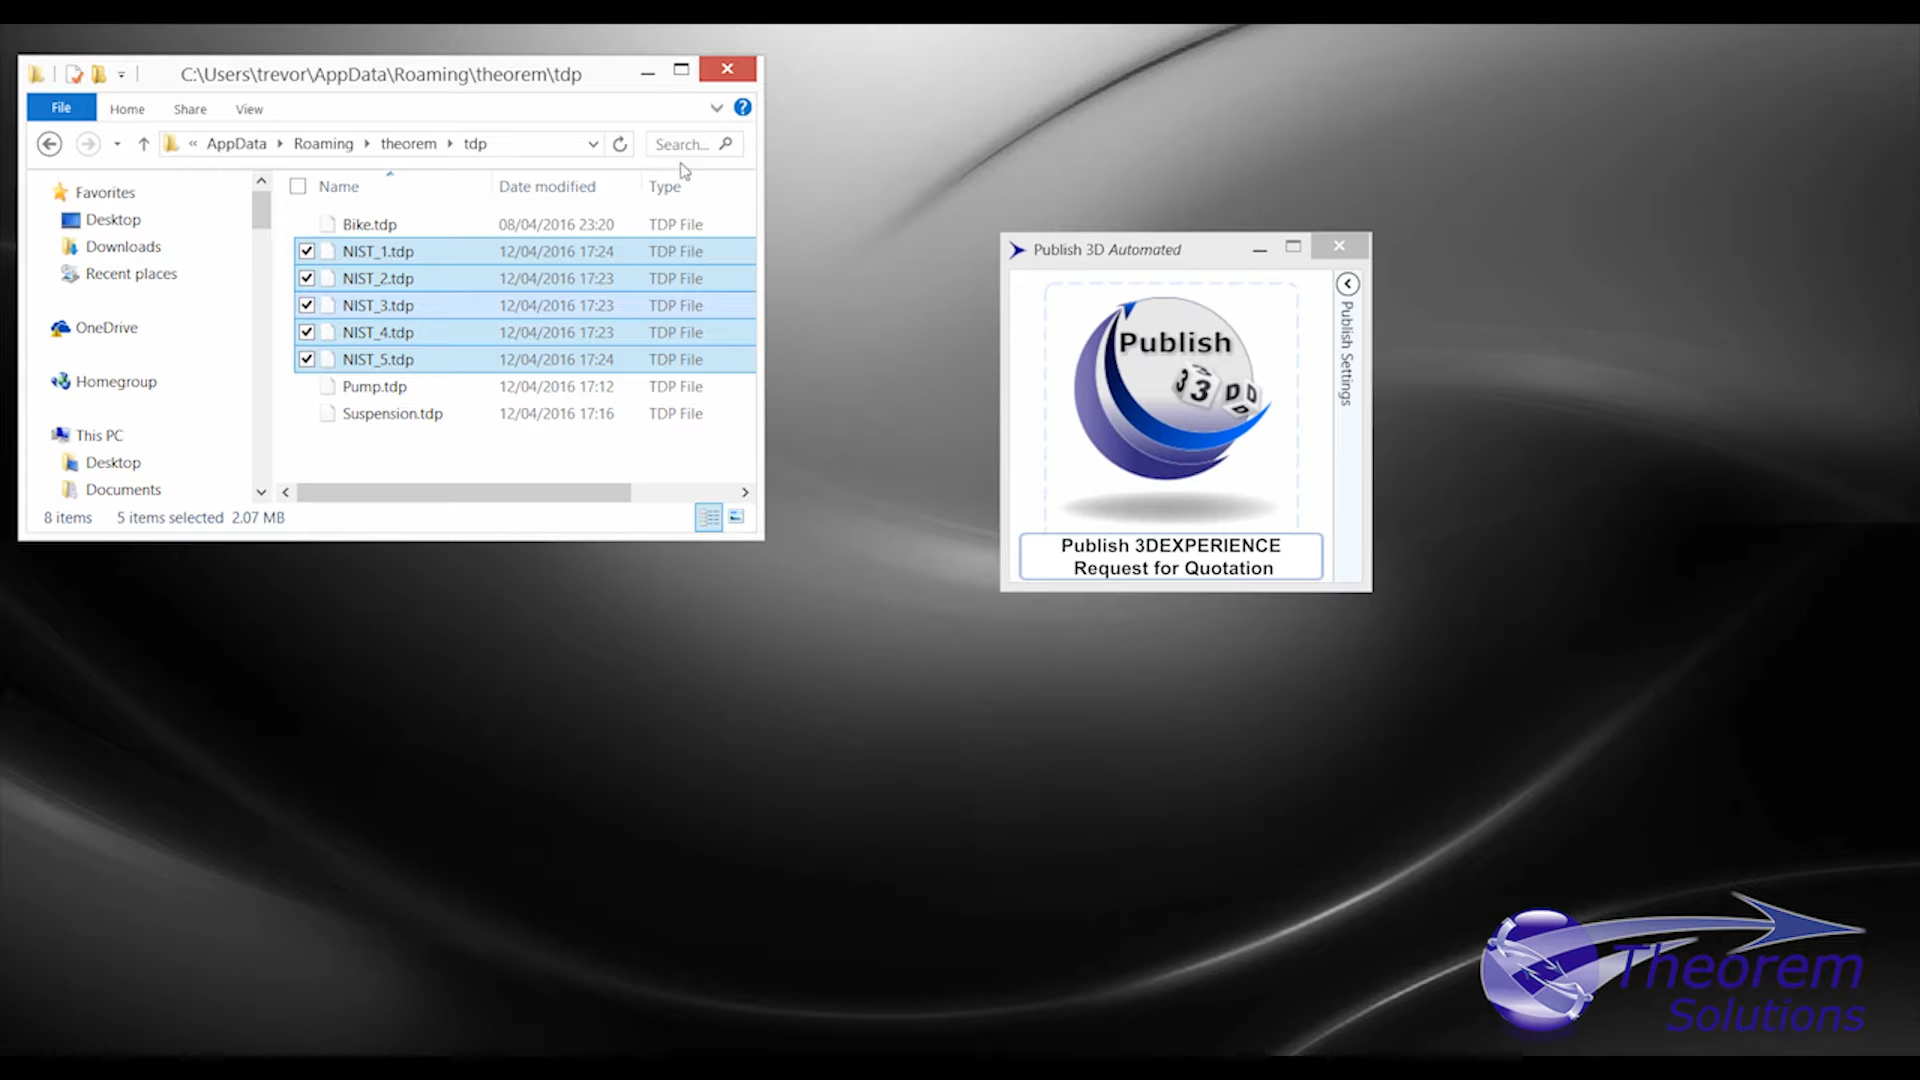 C:\Users\trevor\AppData\Roaming\theorem\tdp
File Home Share View
« AppData Roaming theorem tdp Search...
Name Date modified Type
Favorites
Desktop
Downloads
Recent places
OneDrive
Homegroup
This PC
Desktop
Documents
Bike.tdp 08/04/2016 23:20 TDP File
NIST_1.tdp 12/04/2016 17:24 TDP File
NIST_2.tdp 12/04/2016 17:23 TDP File
NIST_3.tdp 12/04/2016 17:23 TDP File
NIST_4.tdp 12/04/2016 17:23 TDP File
NIST_5.tdp 12/04/2016 17:24 TDP File
Pump.tdp 12/04/2016 17:12 TDP File
Suspension.tdp 12/04/2016 17:16 TDP File
8 items 5 items selected 2.07 MB
Publish 3D Automated
Publish
3 D
Publish Settings
Publish 3DEXPERIENCE
Request for Quotation
Theorem
Solutions